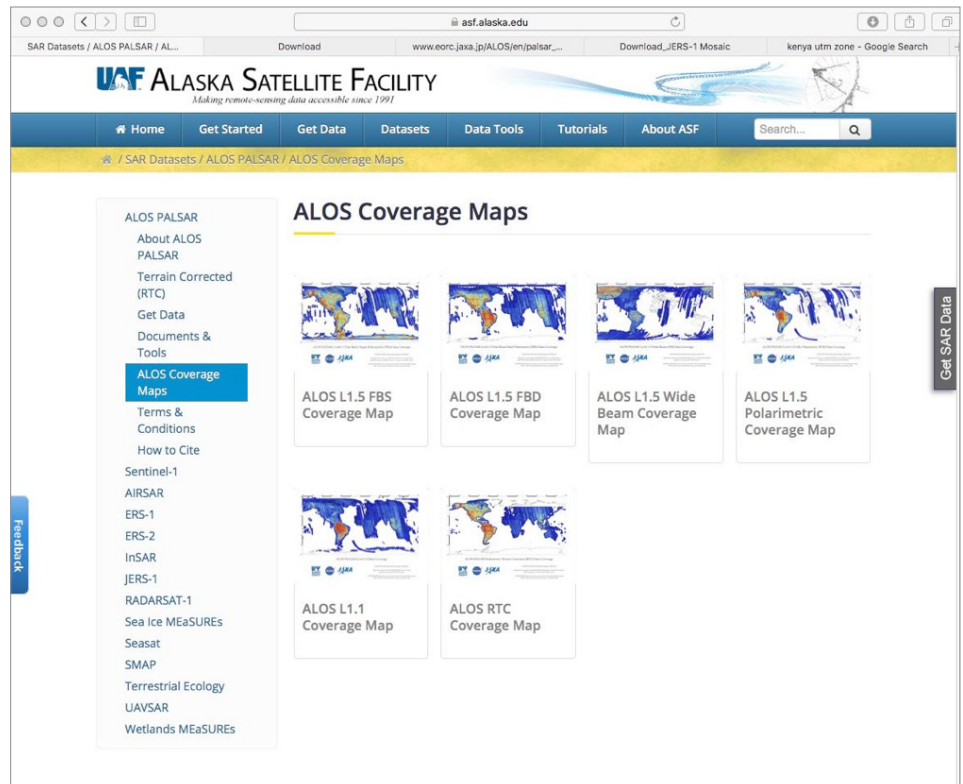 asf.alaska.edu
SAR Datasets / ALOS PALSAR / AL...
Download
www.eorc.jaxa.jp/ALOS/en/palsar_...
Download_JERS-1 Mosaic
kenya utm zone - Google Search
UAF ALASKA SATELLITE FACILITY
Making remote-sensing data accessible since 1991
Home
Get Started
Get Data
Datasets
Data Tools
Tutorials
About ASF
Search...
/ SAR Datasets / ALOS PALSAR / ALOS Coverage Maps
ALOS PALSAR
About ALOS
PALSAR
Terrain Corrected
(RTC)
Get Data
Documents &
Tools
ALOS Coverage
Maps
Terms &
Conditions
How to Cite
Sentinel-1
AIRSAR
ERS-1
ERS-2
InSAR
JERS-1
RADARSAT-1
Sea Ice MEaSUREs
Seasat
SMAP
Terrestrial Ecology
UAVSAR
Wetlands MEaSUREs
ALOS Coverage Maps
ALOS L1.5 FBS
Coverage Map
ALOS L1.5 FBD
Coverage Map
ALOS L1.5 Wide
Beam Coverage
Map
ALOS L1.5
Polarimetric
Coverage Map
ALOS L1.1
Coverage Map
ALOS RTC
Coverage Map
Get SAR Data
Feedback